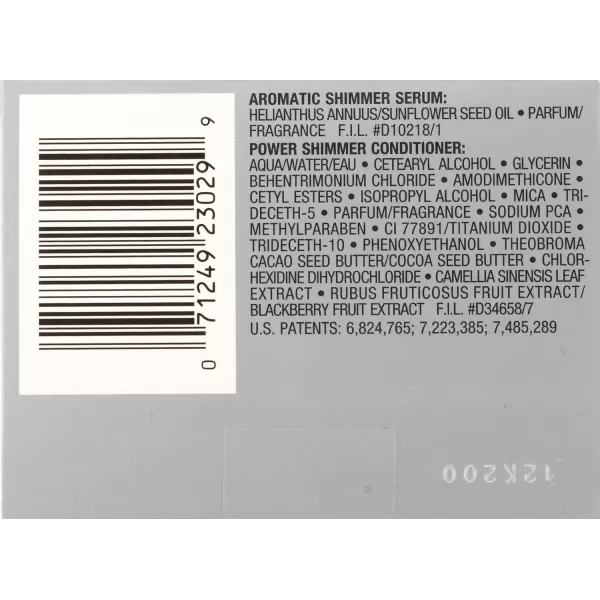 AROMATIC SHIMMER SERUM:
HELIANTHUS ANNUUS/SUNFLOWER SEED OIL • PARFUM/
FRAGRANCE F.I.L. #D10218/1
POWER SHIMMER CONDITIONER:
AQUA/WATER/EAU • CETEARYL ALCOHOL • GLYCERIN •
BEHENTRIMONIUM CHLORIDE • AMODIMETHICONE •
CETYL ESTERS • ISOPROPYL ALCOHOL • MICA • TRI-
DECETH-5 • PARFUM/FRAGRANCE • SODIUM PCA •
METHYLPARABEN • CI 77891/TITANIUM DIOXIDE •
TRIDECETH-10 • PHENOXYETHANOL • THEOBROMA
CACAO SEED BUTTER/COCOA SEED BUTTER • CHLOR-
HEXIDINE DIHYDROCHLORIDE • CAMELLIA SINENSIS LEAF
EXTRACT • RUBUS FRUTICOSUS FRUIT EXTRACT/
BLACKBERRY FRUIT EXTRACT F.I.L. #D34658/7
U.S. PATENTS: 6,824,765; 7,223,385; 7,485,289
0 71249 23029 9
12K200